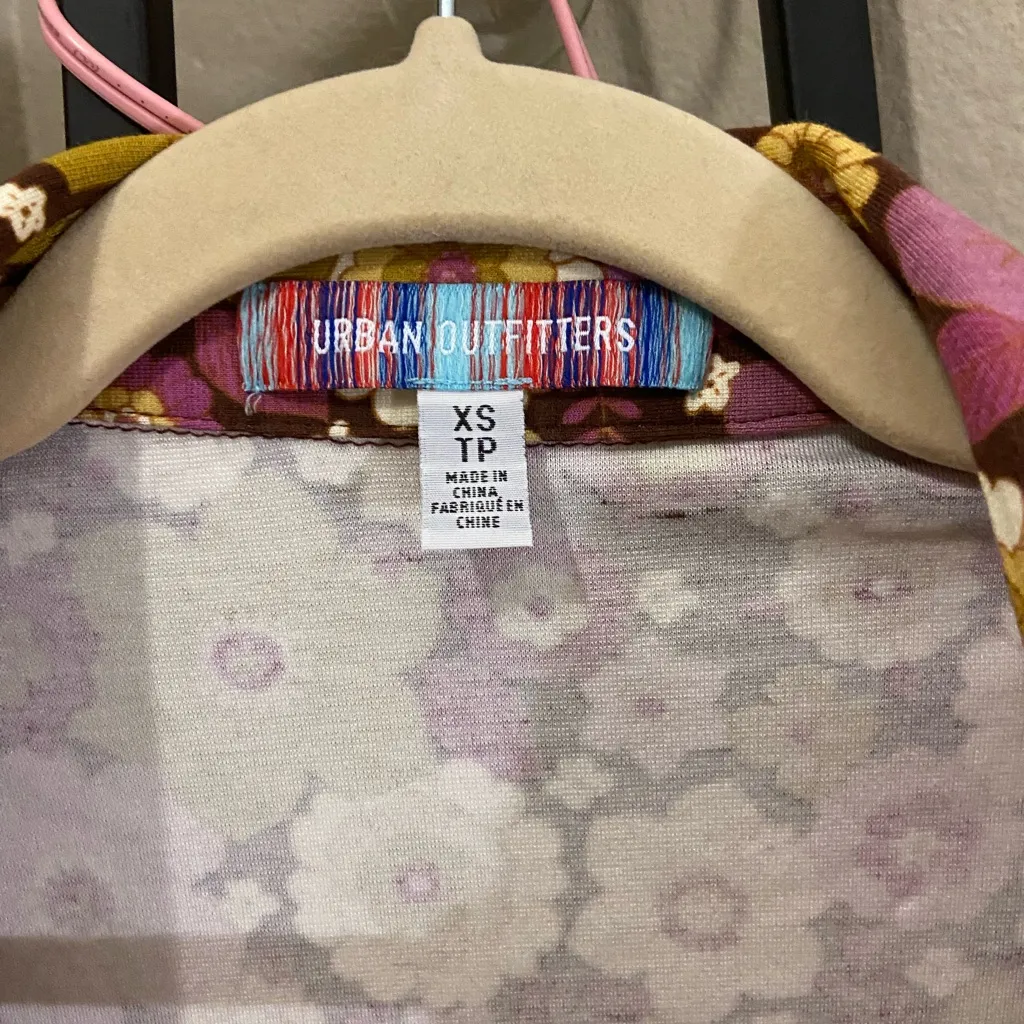 URBAN OUTFITTERS
XS
TP
MADE IN
CHINA
FABRIQUÉ EN
CHINE